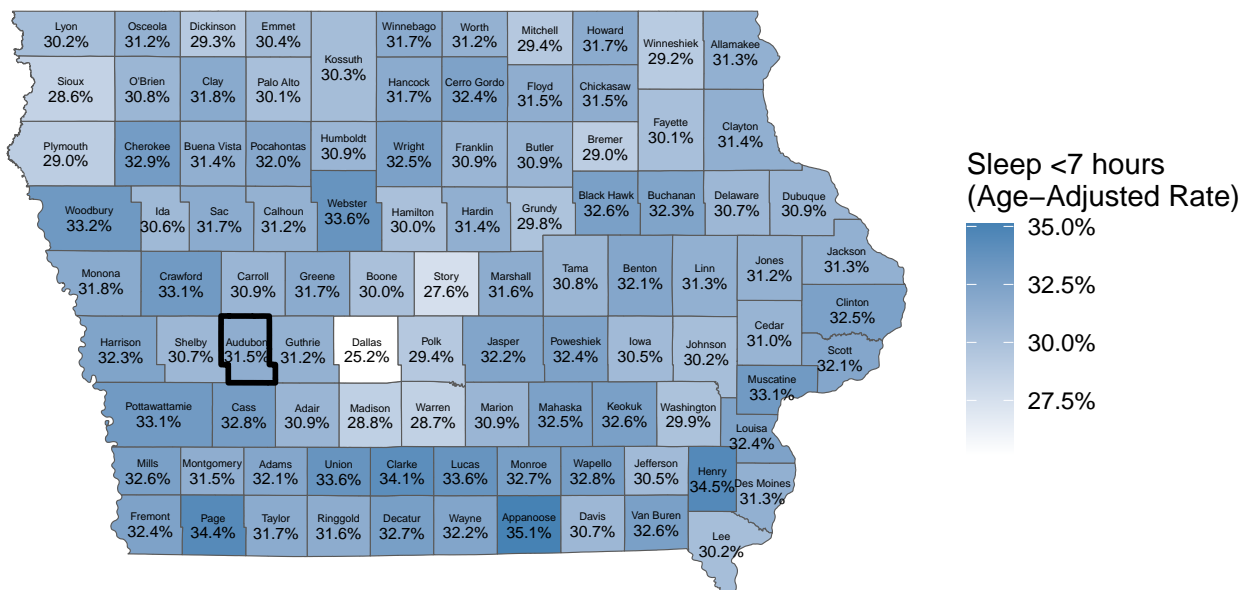 Lyon
30.2%
Osceola
31.2%
Dickinson
29.3%
Emmet
30.4%
Kossuth
30.3%
Winnebago
31.7%
Worth
31.2%
Mitchell
29.4%
Howard
31.7%
Winneshiek
29.2%
Allamakee
31.3%
Sioux
28.6%
O'Brien
30.8%
Clay
31.8%
Palo Alto
30.1%
Hancock
31.7%
Cerro Gordo
32.4%
Floyd
31.5%
Chickasaw
31.5%
Fayette
30.1%
Clayton
31.4%
Plymouth
29.0%
Cherokee
32.9%
Buena Vista
31.4%
Pocahontas
32.0%
Humboldt
30.9%
Wright
32.5%
Franklin
30.9%
Butler
30.9%
Bremer
29.0%
Woodbury
33.2%
Ida
30.6%
Sac
31.7%
Calhoun
31.2%
Webster
33.6%
Hamilton
30.0%
Hardin
31.4%
Grundy
29.8%
Black Hawk
32.6%
Buchanan
32.3%
Delaware
30.7%
Dubuque
30.9%
Monona
31.8%
Crawford
33.1%
Carroll
30.9%
Greene
31.7%
Boone
30.0%
Story
27.6%
Marshall
31.6%
Tama
30.8%
Benton
32.1%
Linn
31.3%
Jones
31.2%
Jackson
31.3%
Clinton
32.5%
Harrison
32.3%
Shelby
30.7%
Audubon
31.5%
Guthrie
31.2%
Dallas
25.2%
Polk
29.4%
Jasper
32.2%
Poweshiek
32.4%
Iowa
30.5%
Johnson
30.2%
Cedar
31.0%
Scott
32.1%
Muscatine
33.1%
Pottawattamie
33.1%
Cass
32.8%
Adair
30.9%
Madison
28.8%
Warren
28.7%
Marion
30.9%
Mahaska
32.5%
Keokuk
32.6%
Washington
29.9%
Louisa
32.4%
Mills
32.6%
Montgomery
31.5%
Adams
32.1%
Union
33.6%
Clarke
34.1%
Lucas
33.6%
Monroe
32.7%
Wapello
32.8%
Jefferson
30.5%
Henry
34.5%
Des Moines
31.3%
Fremont
32.4%
Page
34.4%
Taylor
31.7%
Ringgold
31.6%
Decatur
32.7%
Wayne
32.2%
Appanoose
35.1%
Davis
30.7%
Van Buren
32.6%
Lee
30.2%
Sleep <7 hours
(Age−Adjusted Rate)
35.0%
32.5%
30.0%
27.5%